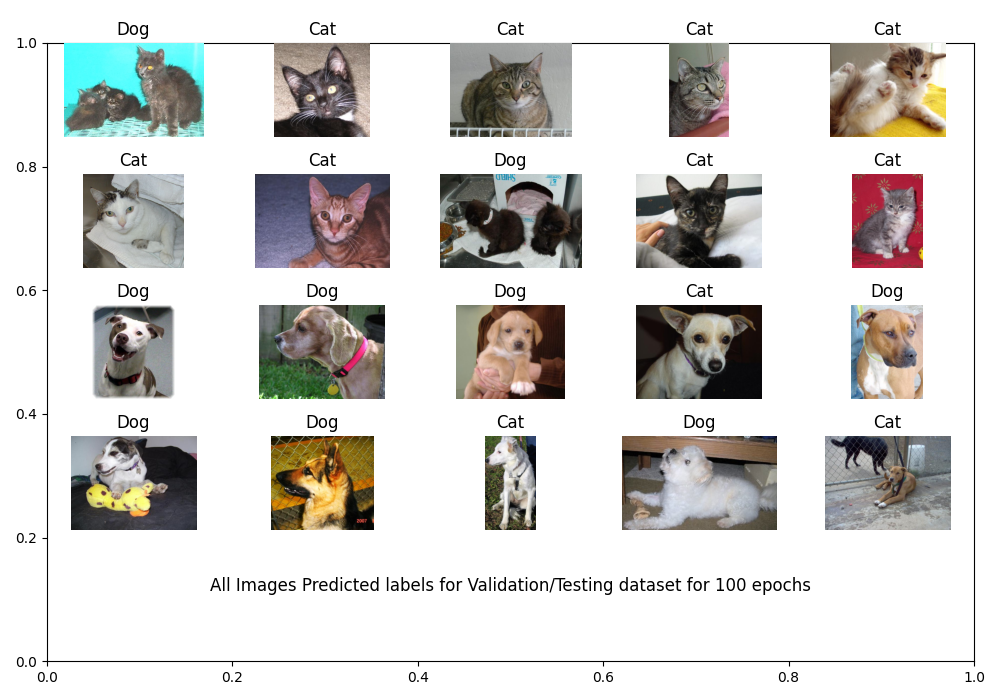 Dog Cat Cat Cat Cat
1.0
Cat Cat Dog Cat Cat
0.8
Dog Dog Dog Cat Dog
0.6
Dog Dog Cat Dog Cat
0.4
2007
0.2
All Images Predicted labels for Validation/Testing dataset for 100 epochs
0.0
0.0 0.2 0.4 0.6 0.8 1.0